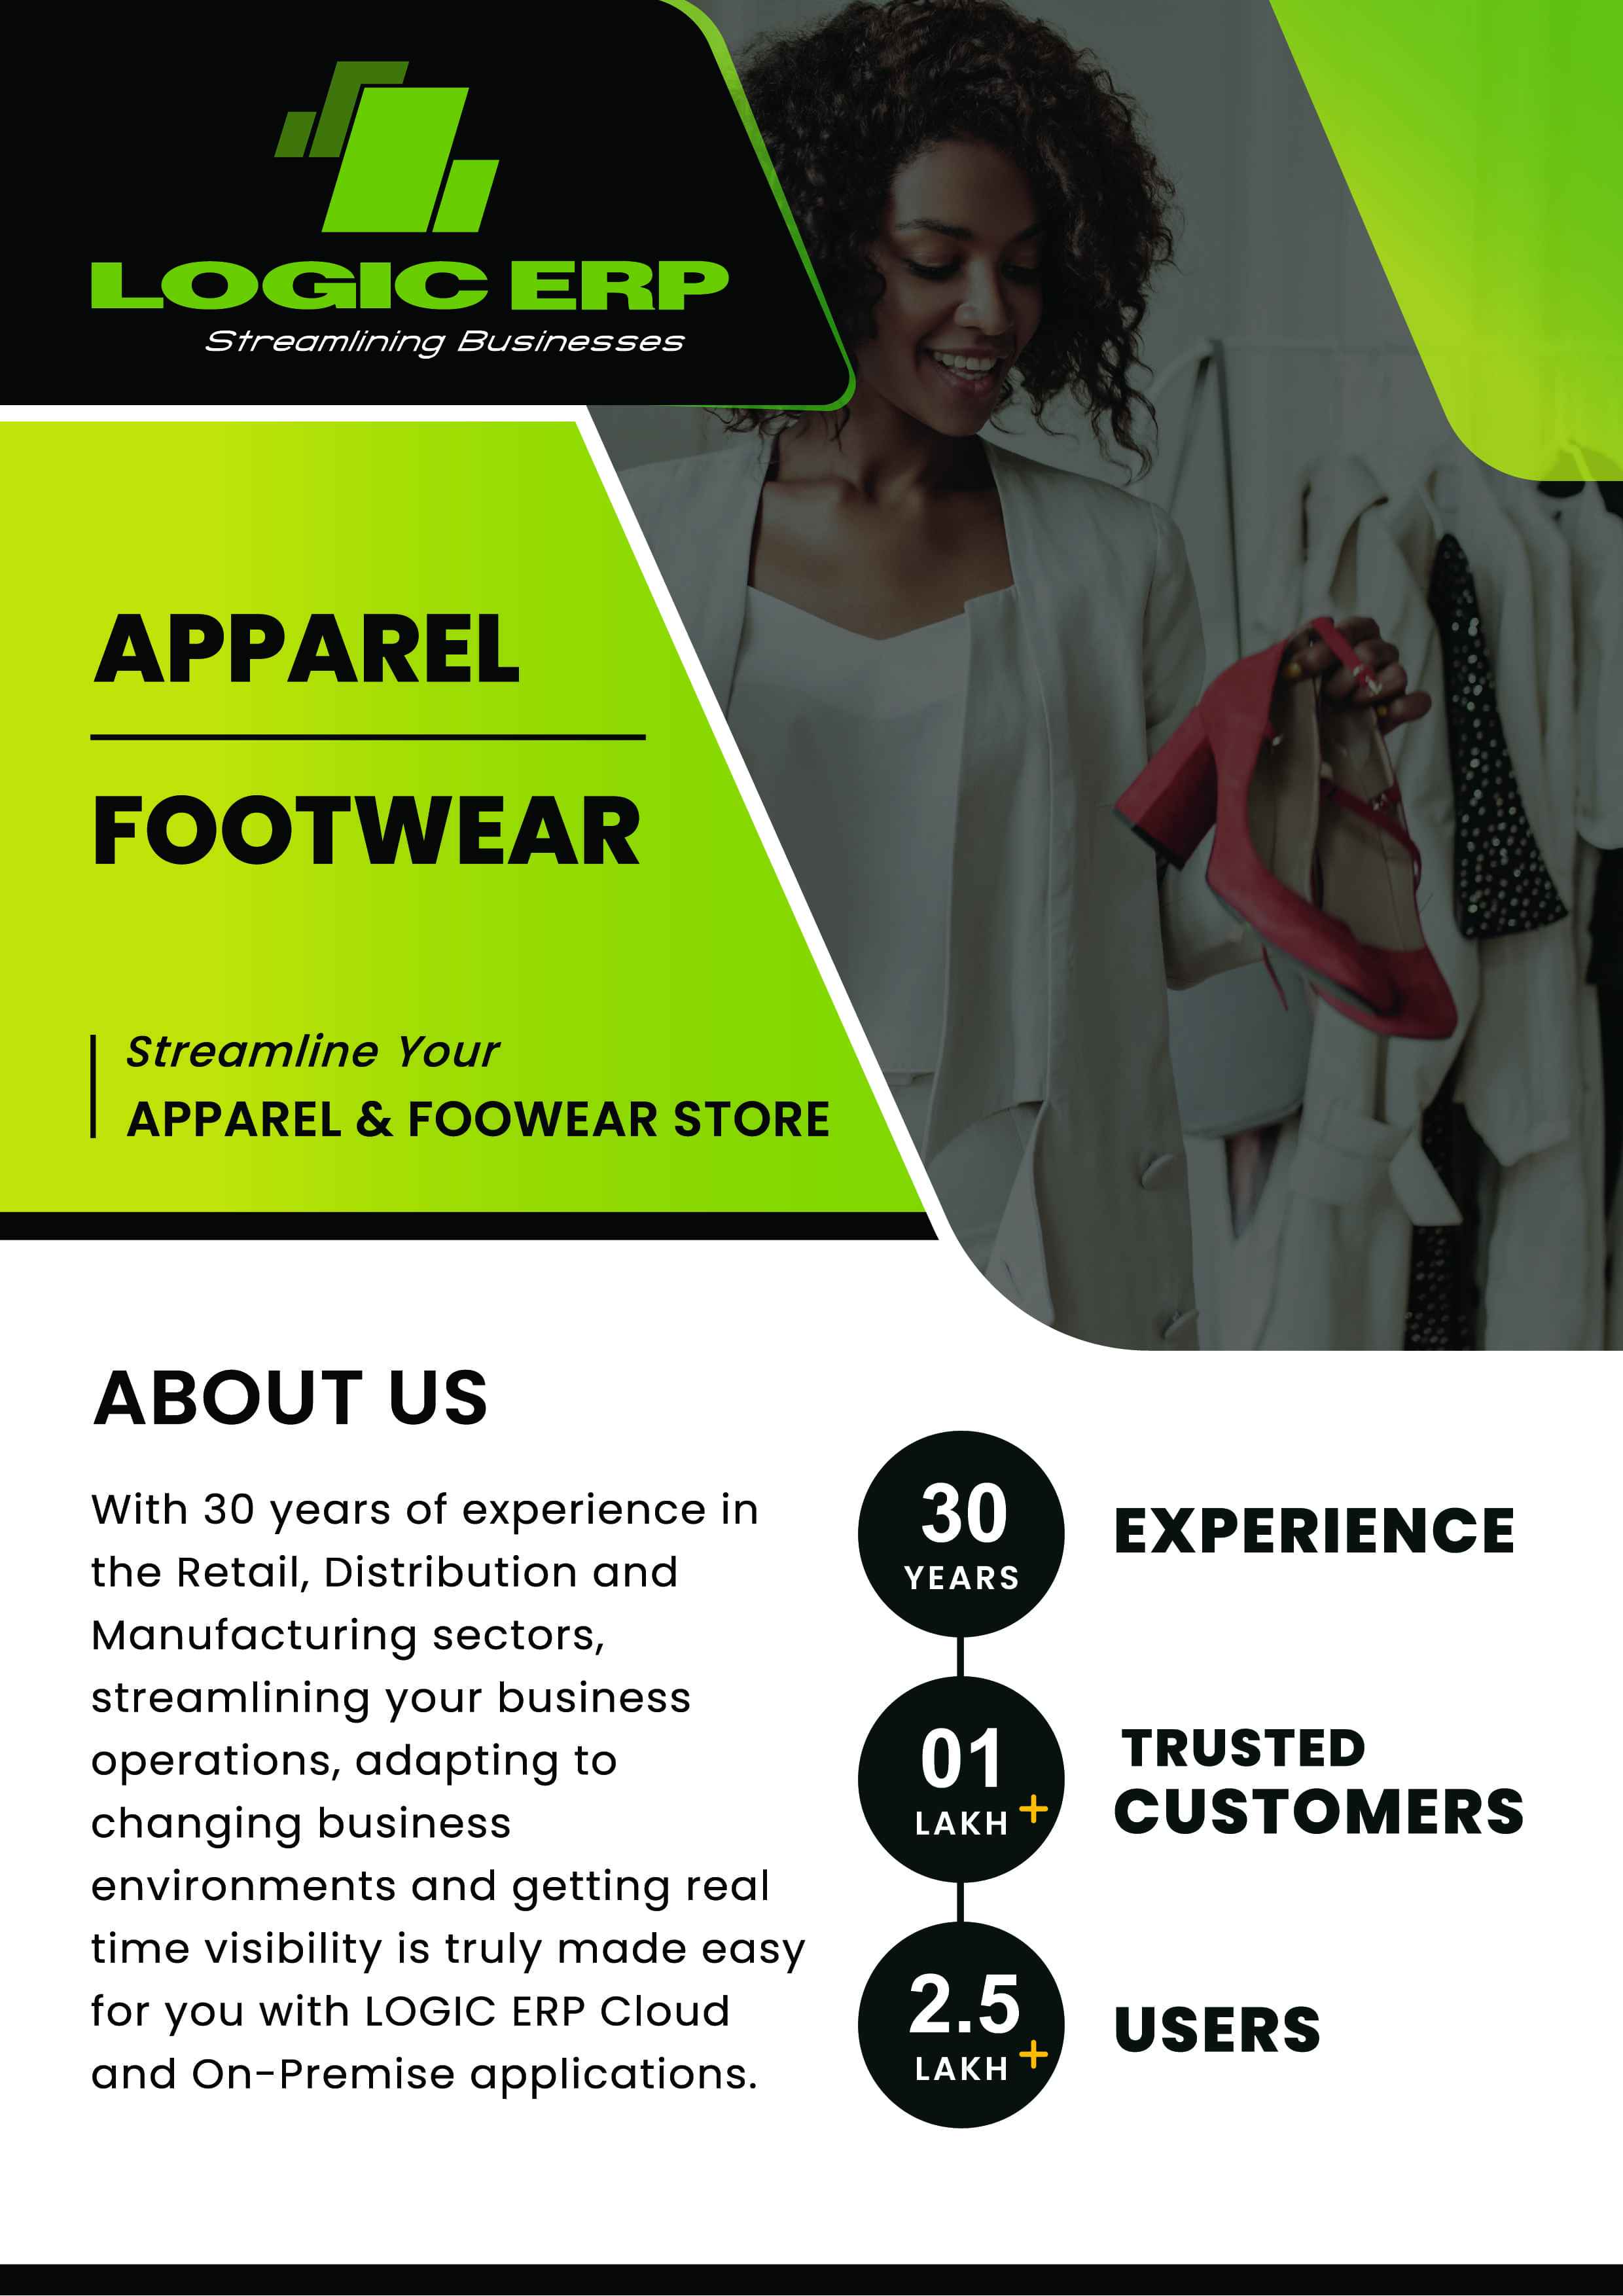 LOGIC ERP
Streamlining Businesses
APPAREL
FOOTWEAR
Streamline Your
APPAREL & FOOWEAR STORE
ABOUT US
With 30 years of experience in
the Retail, Distribution and
Manufacturing sectors,
streamlining your business
operations, adapting to
changing business
environments and getting real
time visibility is truly made easy
for you with LOGIC ERP Cloud
and On-Premise applications.
30
YEARS
EXPERIENCE
01
LAKH +
TRUSTED
CUSTOMERS
2.5
LAKH +
USERS